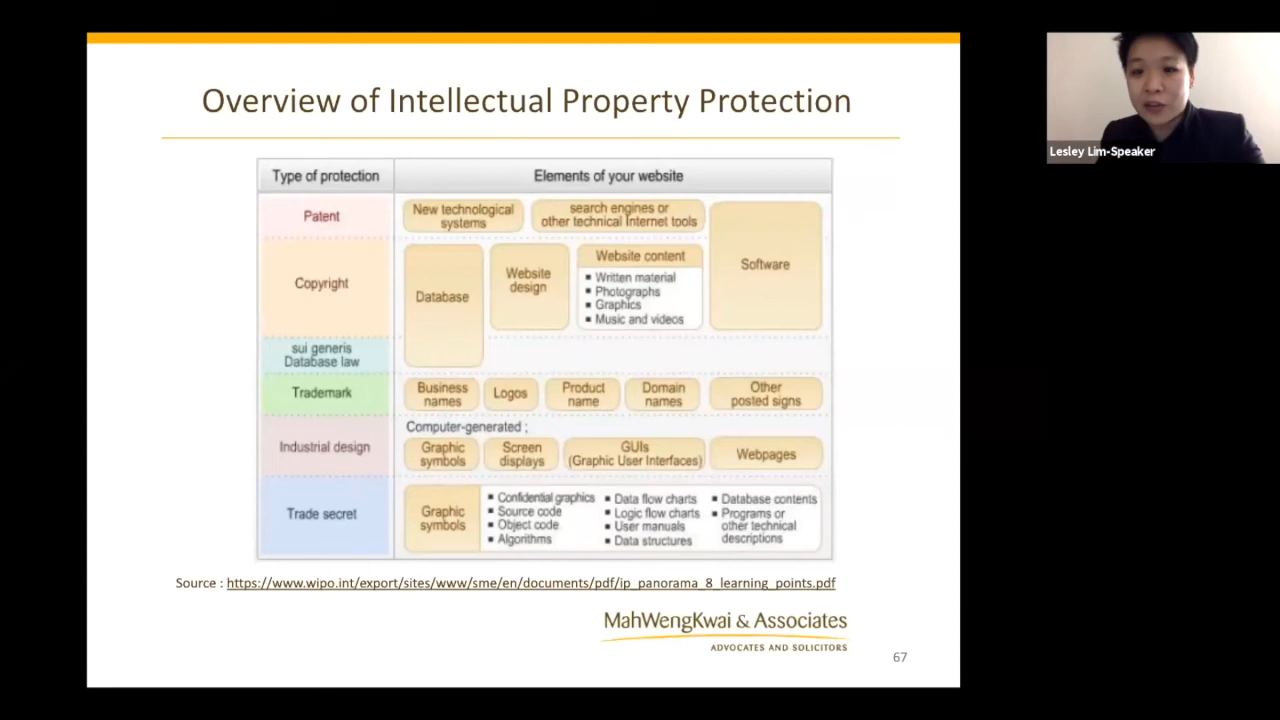 Overview of Intellectual Property Protection
Type of protection
Elements of your website
Patent
New technological
systems
search engines or
other technical Internet tools
Software
Copyright
Database
Website
design
Website content
▪ Written material
▪ Photographs
▪ Graphics
▪ Music and videos
sui generis
Database law
Trademark
Business
names
Logos
Product
name
Domain
names
Other
posted signs
Industrial design
Computer-generated ;
Graphic
symbols
Screen
displays
GUIs
(Graphic User Interfaces)
Webpages
Trade secret
Graphic
symbols
▪ Confidential graphics
▪ Source code
▪ Object code
▪ Algorithms
▪ Data flow charts
▪ Logic flow charts
▪ User manuals
▪ Data structures
▪ Database contents
▪ Programs or
other technical
descriptions
Source : https://www.wipo.int/export/sites/www/sme/en/documents/pdf/ip_panorama_8_learning_points.pdf
MahWengKwai & Associates
ADVOCATES AND SOLICITORS
67
Lesley Lim-Speaker